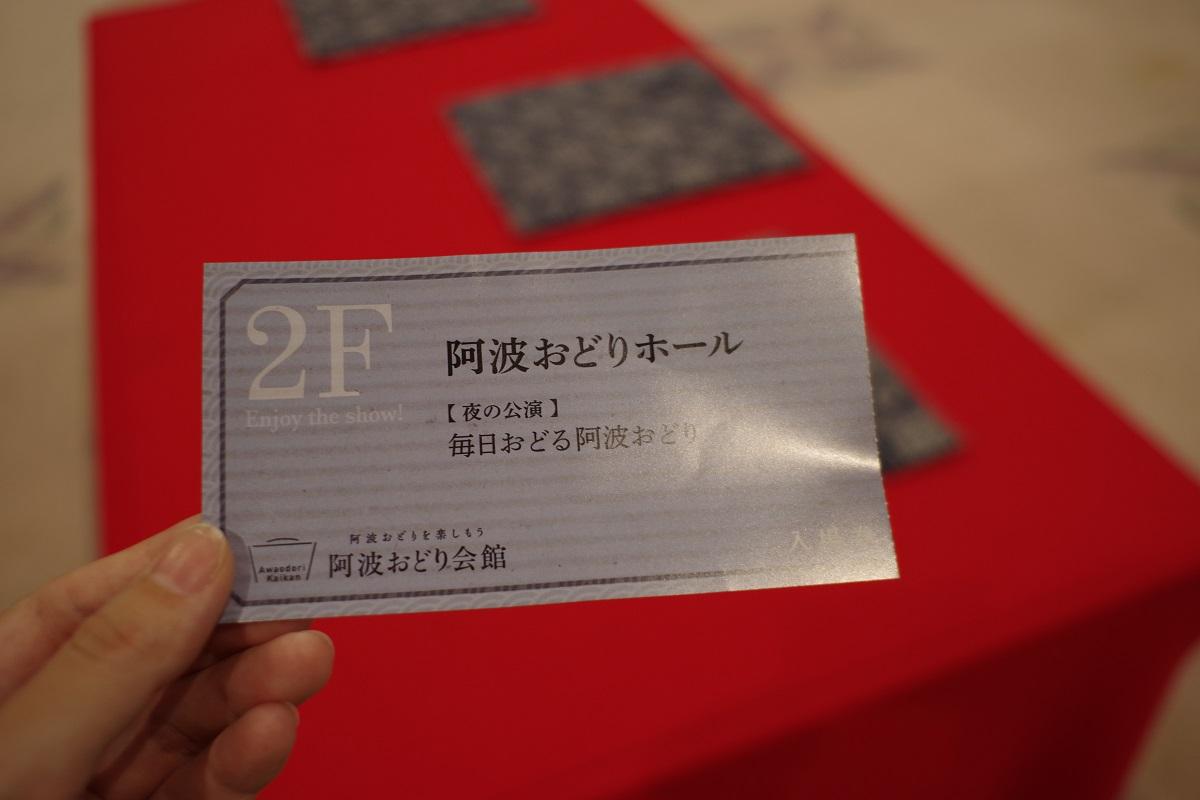 2F
Enjoy the show!
阿波おどりホール
【夜の公演】
毎日おどる阿波おどり
阿波おどりを楽しもう
阿波おどり会館
Awaodori
Kaikan
入場